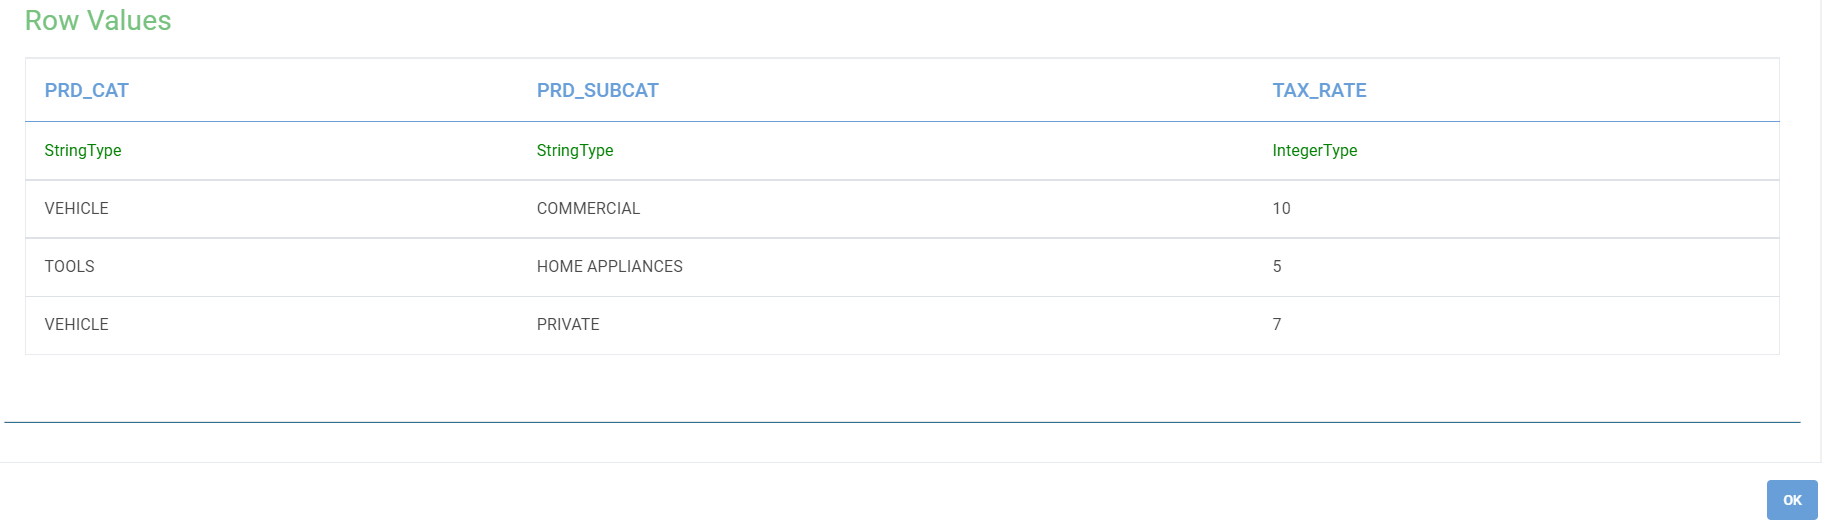 Row Values
PRD_CAT PRD_SUBCAT TAX_RATE
StringType StringType IntegerType
VEHICLE COMMERCIAL 10
TOOLS HOME APPLIANCES 5
VEHICLE PRIVATE 7
OK